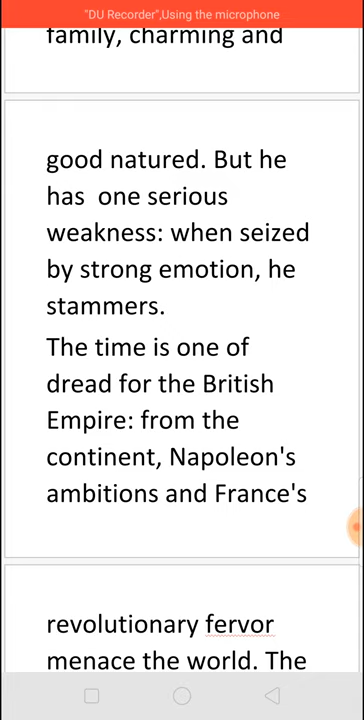 "DU Recorder",Using the microphone
family, charming and
good natured. But he
has  one serious
weakness: when seized
by strong emotion, he
stammers.
The time is one of
dread for the British
Empire: from the
continent, Napoleon's
ambitions and France's
revolutionary fervor
menace the world. The